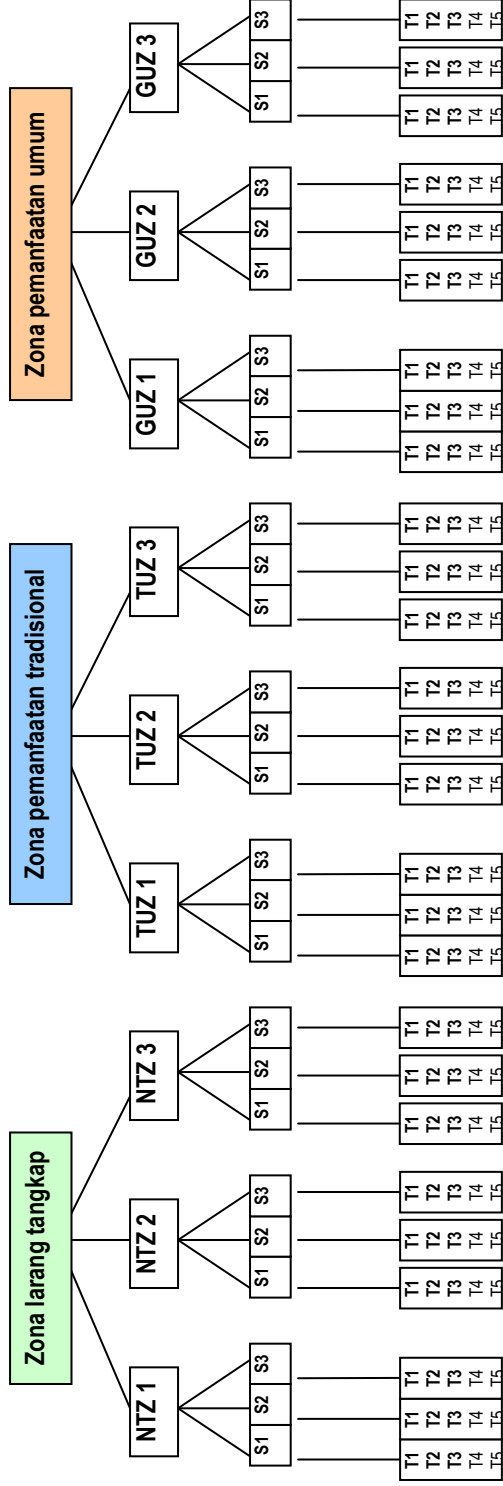 Zona larang tangkap Zona pemanfaatan tradisional Zona pemanfaatan umum
NTZ 1 NTZ 2 NTZ 3 TUZ 1 TUZ 2 TUZ 3 GUZ 1 GUZ 2 GUZ 3
S1 S2 S3 S1 S2 S3 S1 S2 S3 S1 S2 S3 S1 S2 S3 S1 S2 S3 S1 S2 S3 S1 S2 S3 S1 S2 S3
T1 T1 T1 T1 T1 T1 T1 T1 T1 T1 T1 T1 T1 T1 T1 T1 T1 T1 T1 T1 T1 T1 T1 T1 T1 T1 T1
T2 T2 T2 T2 T2 T2 T2 T2 T2 T2 T2 T2 T2 T2 T2 T2 T2 T2 T2 T2 T2 T2 T2 T2 T2 T2 T2
T3 T3 T3 T3 T3 T3 T3 T3 T3 T3 T3 T3 T3 T3 T3 T3 T3 T3 T3 T3 T3 T3 T3 T3 T3 T3 T3
T4 T4 T4 T4 T4 T4 T4 T4 T4 T4 T4 T4 T4 T4 T4 T4 T4 T4 T4 T4 T4 T4 T4 T4 T4 T4 T4
T5 T5 T5 T5 T5 T5 T5 T5 T5 T5 T5 T5 T5 T5 T5 T5 T5 T5 T5 T5 T5 T5 T5 T5 T5 T5 T5